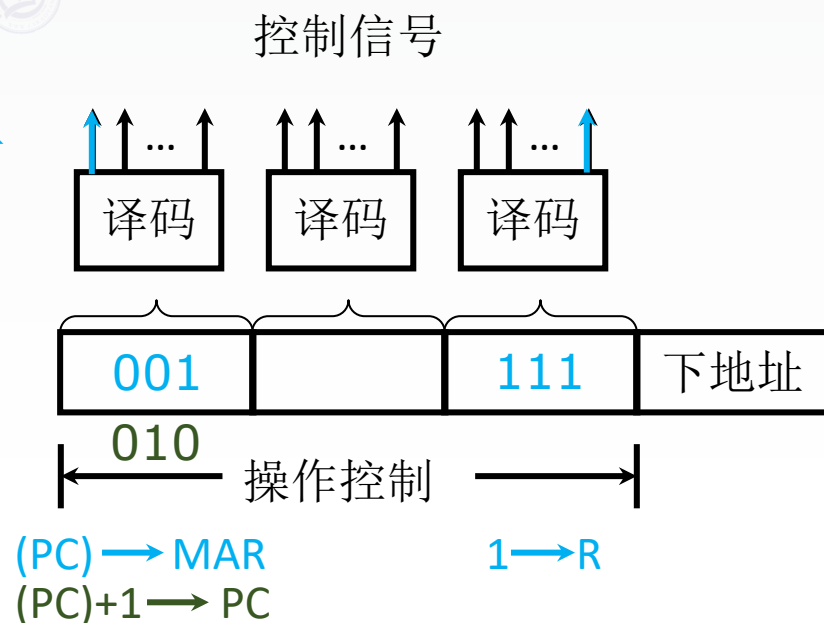 控制信号
... ... ...
译码 译码 译码
001 111 下地址
010
操作控制
(PC)→MAR 1→R
(PC)+1→PC